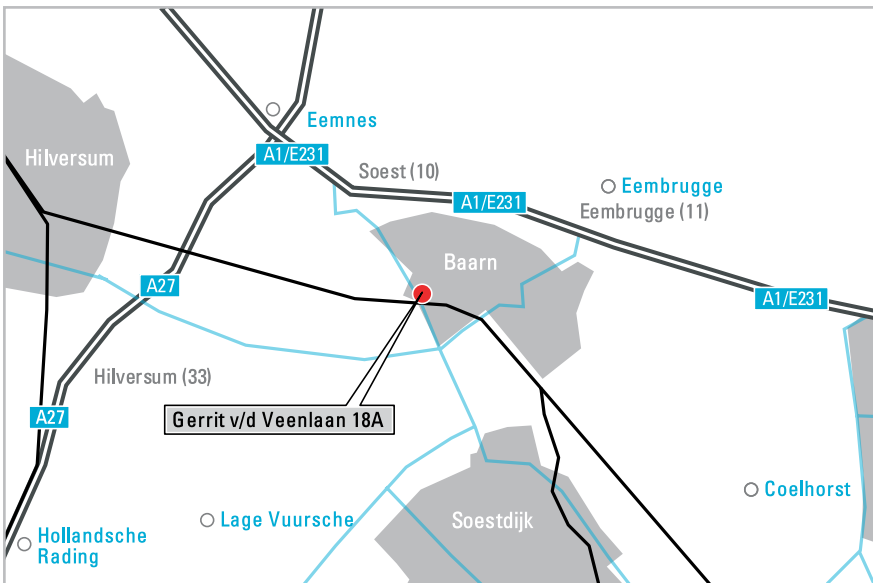 Eemnes
Hilversum
A1/E231
Soest (10)
A1/E231
Eembrugge
Eembrugge (11)
Baarn
A27
A1/E231
Hilversum (33)
A27
Gerrit v/d Veenlaan 18A
Coelhorst
Lage Vuursche
Soestdijk
Hollandsche
Rading